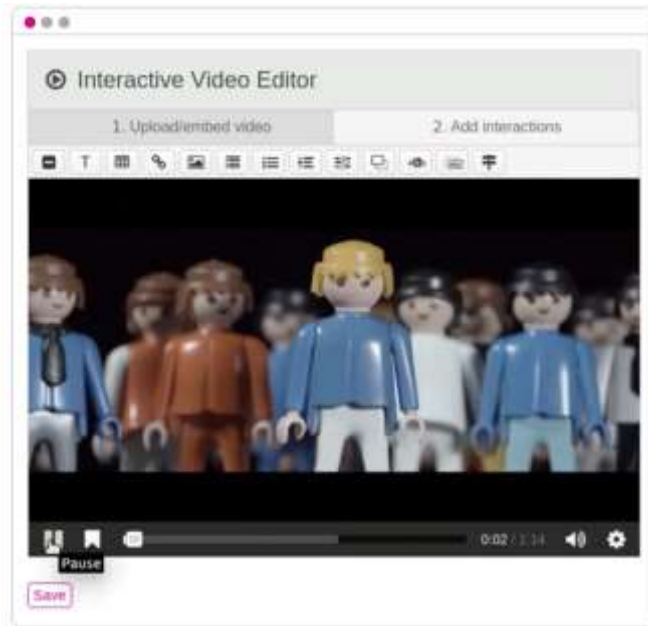 Interactive Video Editor
1. Upload/embed video
2. Add interactions
T
0:02 / 1:14
Pause
Save